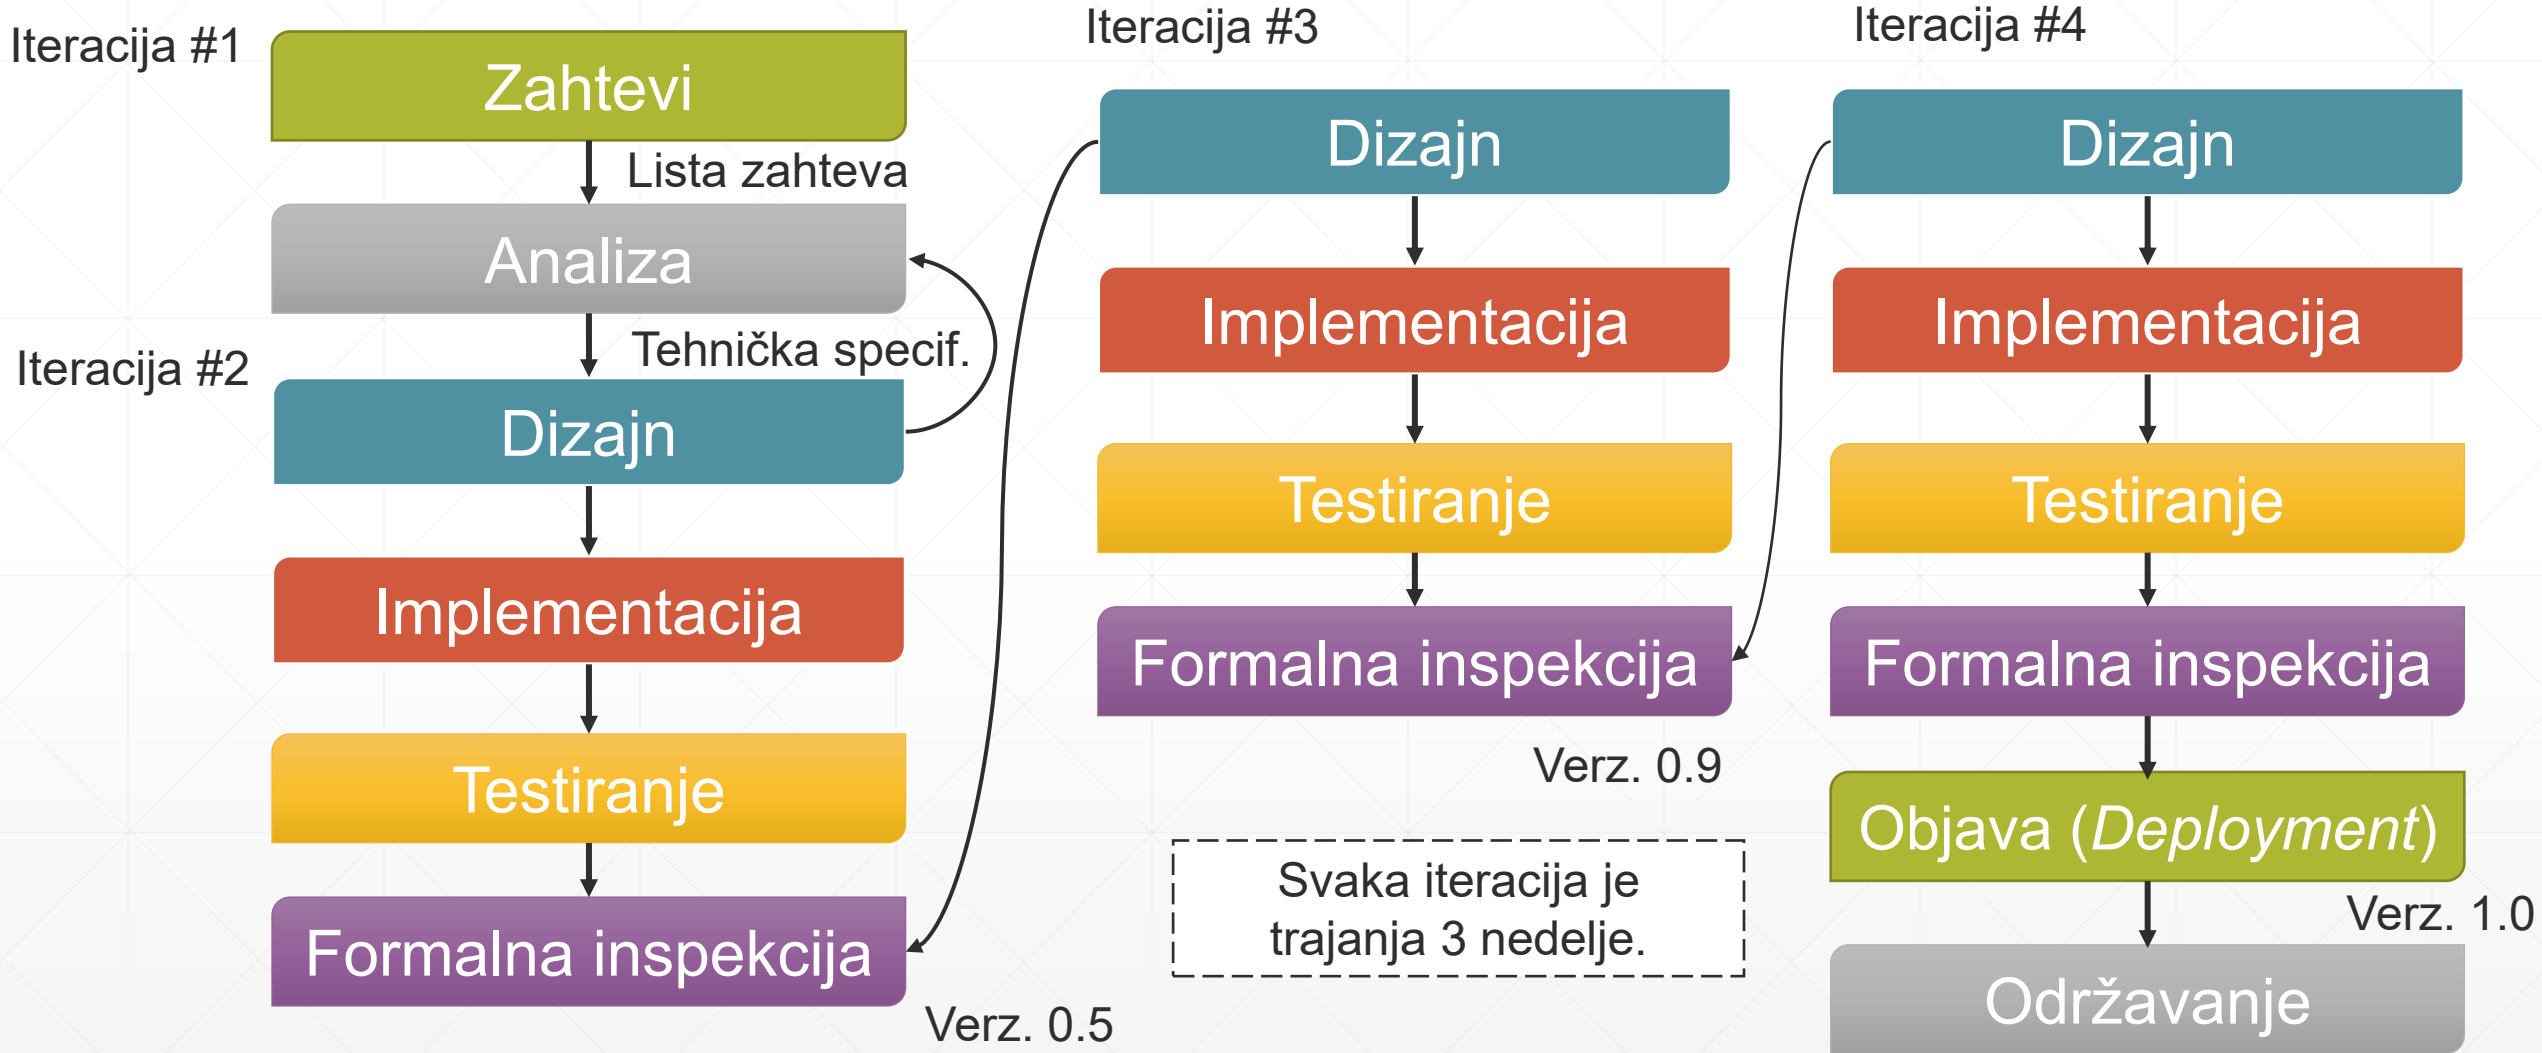 Iteracija #1
Zahtevi
Lista zahteva
Analiza
Tehnička specif.
Iteracija #2
Dizajn
Implementacija
Testiranje
Formalna inspekcija
Verz. 0.5
Iteracija #3
Dizajn
Implementacija
Testiranje
Formalna inspekcija
Verz. 0.9
Svaka iteracija je
trajanja 3 nedelje.
Iteracija #4
Dizajn
Implementacija
Testiranje
Formalna inspekcija
Objava (Deployment)
Verz. 1.0
Održavanje